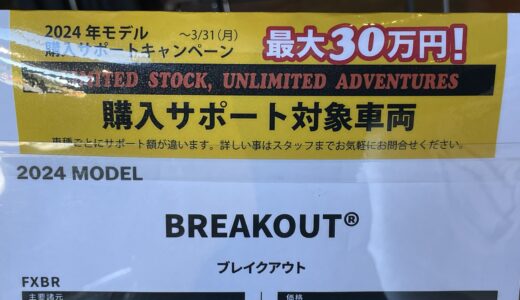 2024年モデル
～3/31(月)
購入サポートキャンペーン
最大30万円!
LIMITED STOCK, UNLIMITED ADVENTURES
購入サポート対象車両
車種ごとにサポート額が違います。詳しい事はスタッフまでお気軽にお問合せください。
2024 MODEL
BREAKOUT®
ブレイクアウト
FXBR
主要諸元
価格